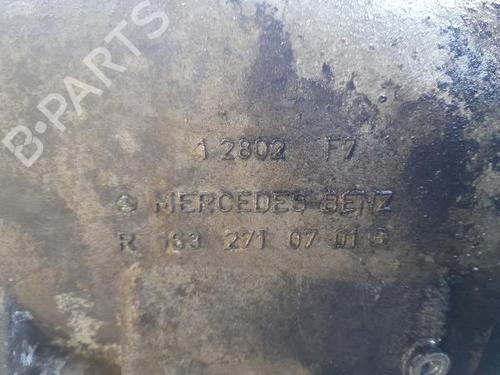 B-PARTS
1 2802 F7
MERCEDES-BENZ
R 163 271 07 01